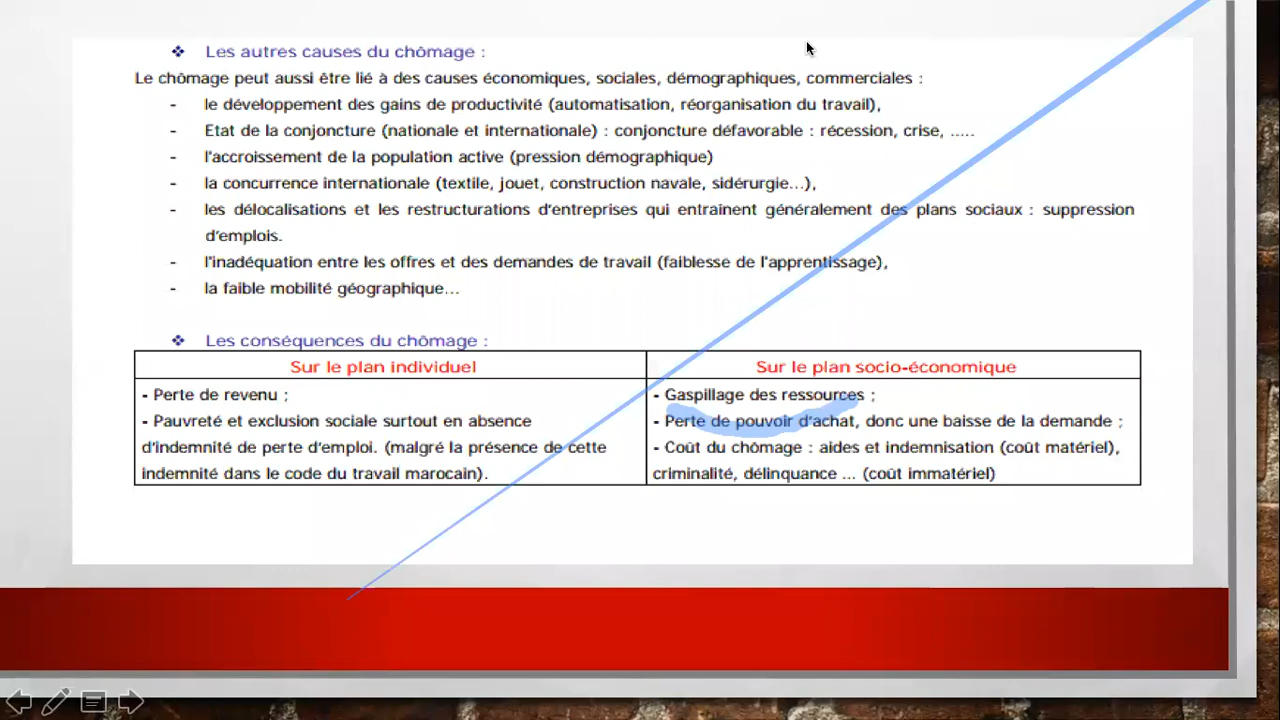 ❖ Les autres causes du chômage :
Le chômage peut aussi être lié à des causes économiques, sociales, démographiques, commerciales :
- le développement des gains de productivité (automatisation, réorganisation du travail),
- Etat de la conjoncture (nationale et internationale) : conjoncture défavorable : récession, crise, .....
- l'accroissement de la population active (pression démographique)
- la concurrence internationale (textile, jouet, construction navale, sidérurgie...),
- les délocalisations et les restructurations d'entreprises qui entraînent généralement des plans sociaux : suppression
d'emplois.
- l'inadéquation entre les offres et des demandes de travail (faiblesse de l'apprentissage),
- la faible mobilité géographique...
❖ Les conséquences du chômage :
Sur le plan individuel
- Perte de revenu ;
- Pauvreté et exclusion sociale surtout en absence
d'indemnité de perte d'emploi. (malgré la présence de cette
indemnité dans le code du travail marocain).
Sur le plan socio-économique
- Gaspillage des ressources ;
- Perte de pouvoir d'achat, donc une baisse de la demande ;
- Coût du chômage : aides et indemnisation (coût matériel),
criminalité, délinquance ... (coût immatériel)